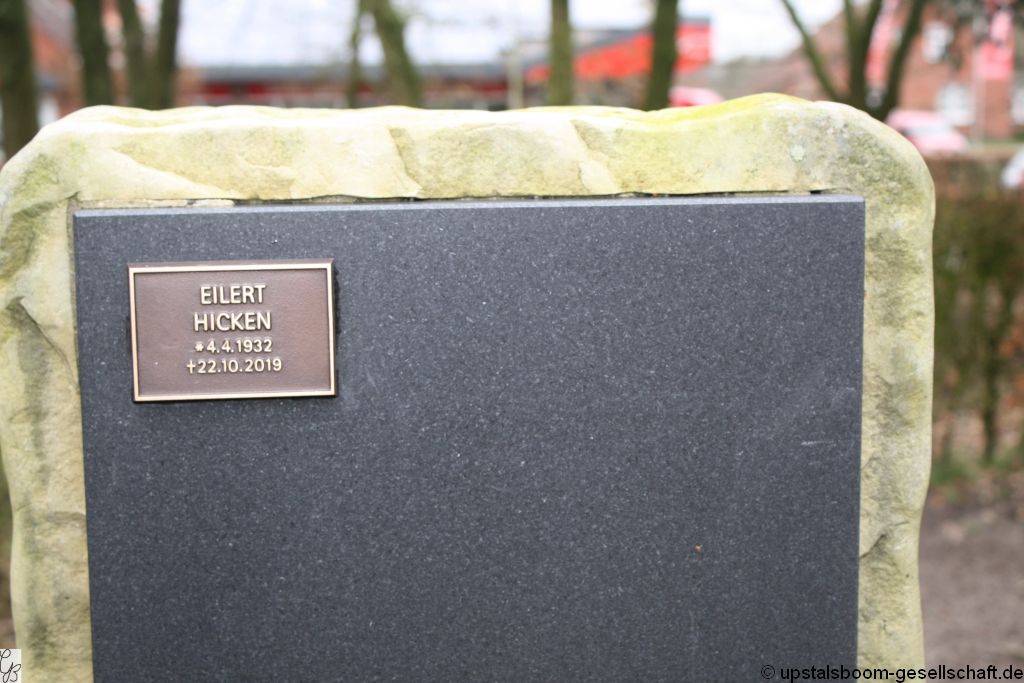 EILERT
HICKEN
*4.4.1932
†22.10.2019
© upstalsboom-gesellschaft.de